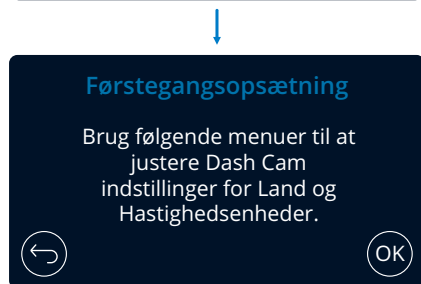 Førstegangsopsætning
Brug følgende menuer til at
justere Dash Cam
indstillinger for Land og
Hastighedsenheder.
OK